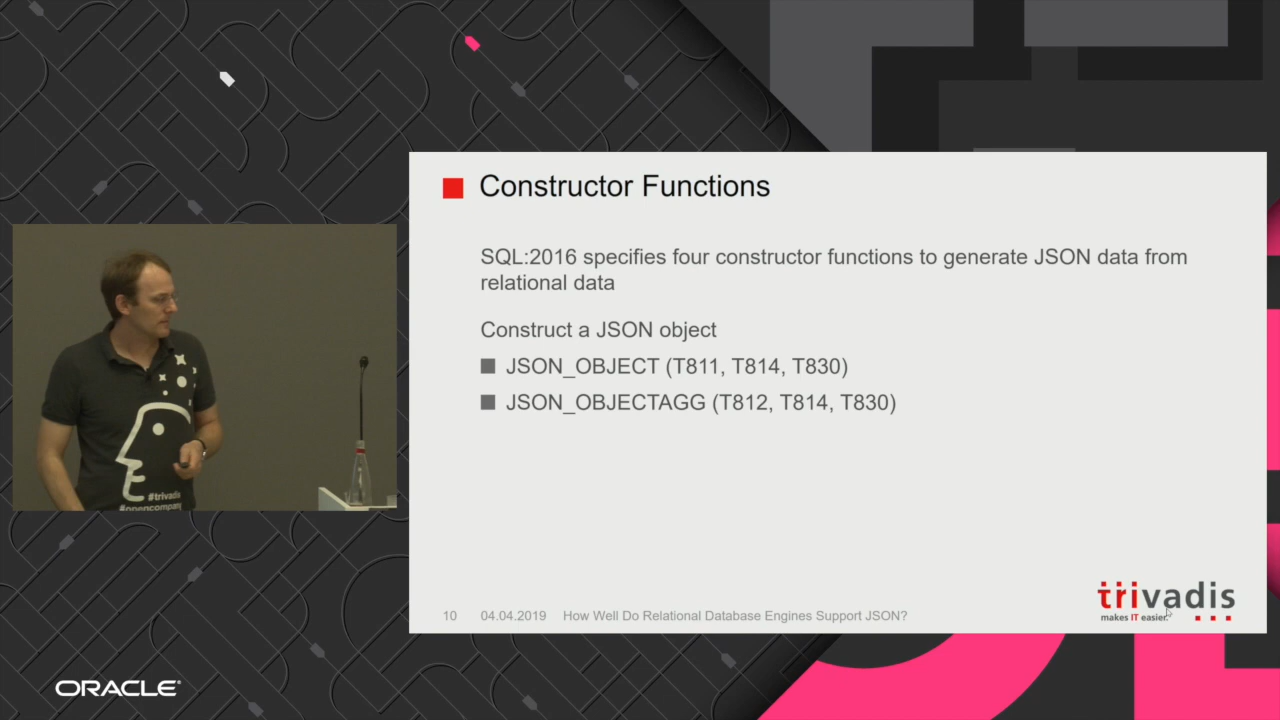 Constructor Functions
SQL:2016 specifies four constructor functions to generate JSON data from
relational data
Construct a JSON object
JSON_OBJECT (T811, T814, T830)
JSON_OBJECTAGG (T812, T814, T830)
#trivadis
#opencompany
10 04.04.2019 How Well Do Relational Database Engines Support JSON?
trivadis
makes IT easier.
ORACLE